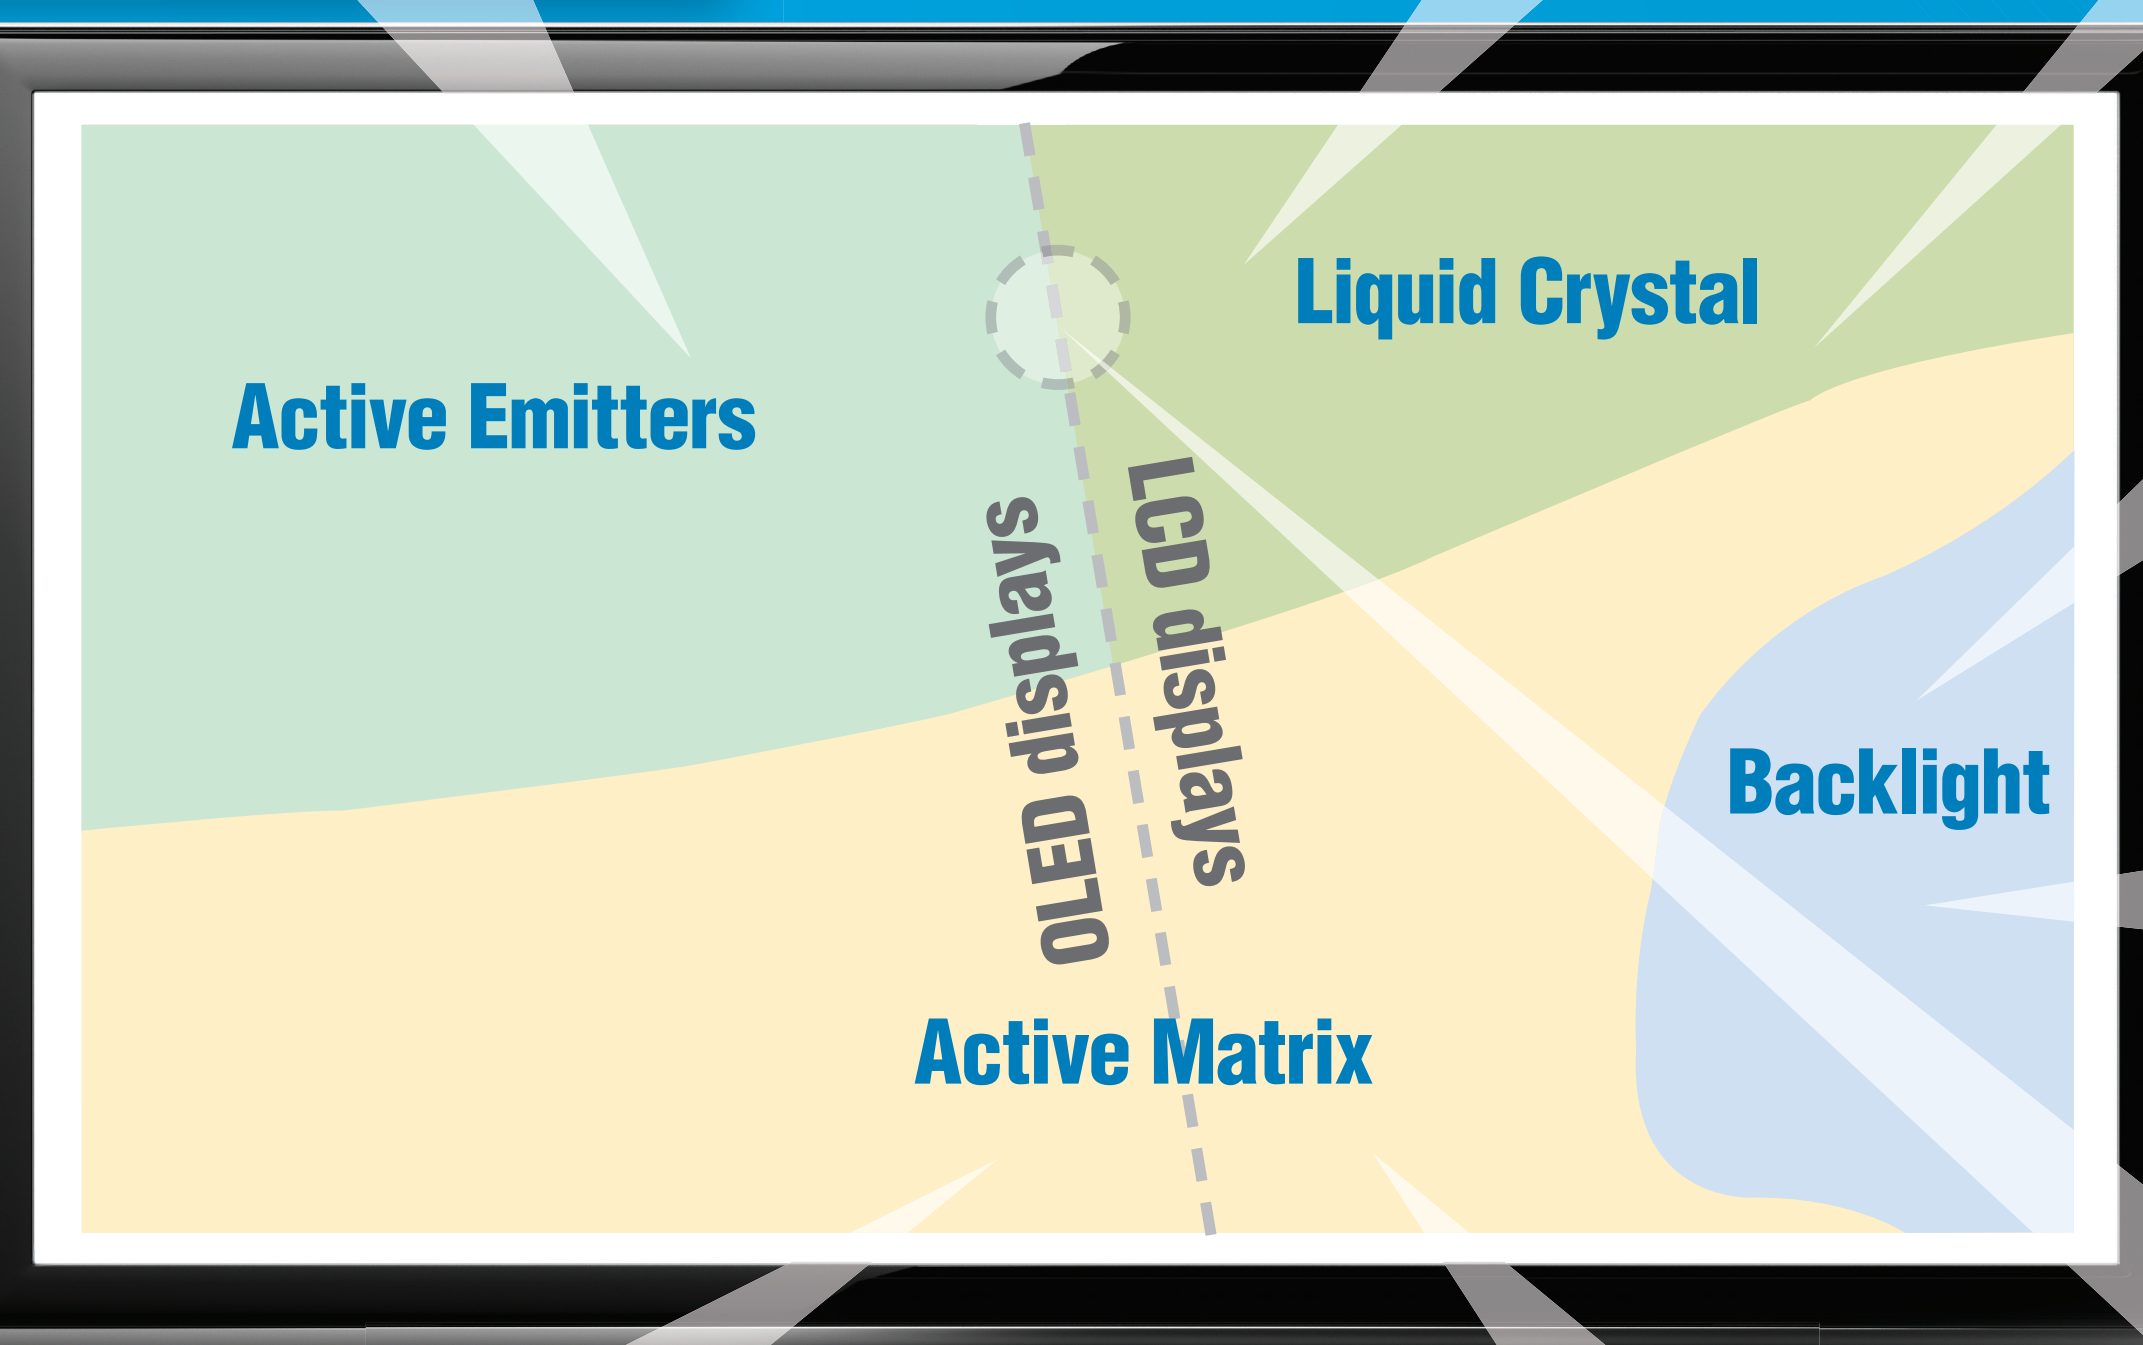 Liquid Crystal
Active Emitters
OLED displays
LCD displays
Backlight
Active Matrix